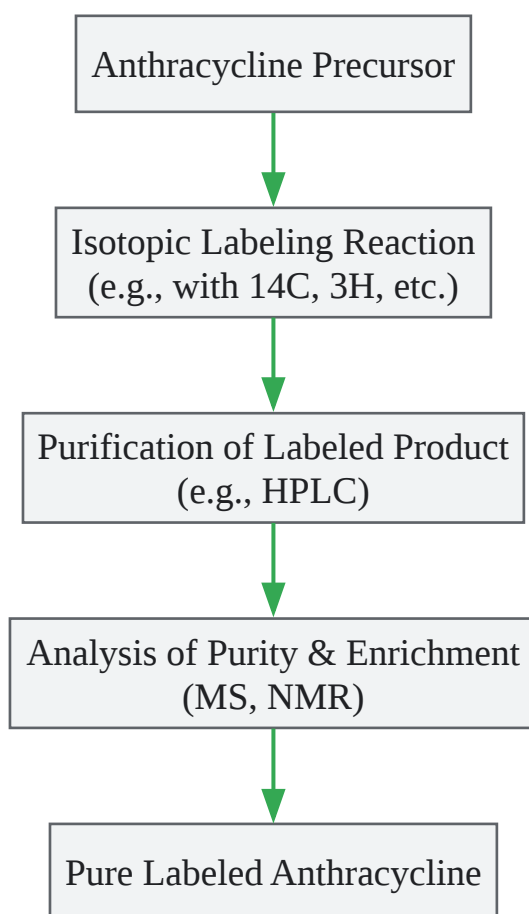 Anthracycline Precursor
Isotopic Labeling Reaction
(e.g., with 14C, 3H, etc.)
Purification of Labeled Product
(e.g., HPLC)
Analysis of Purity & Enrichment
(MS, NMR)
Pure Labeled Anthracycline